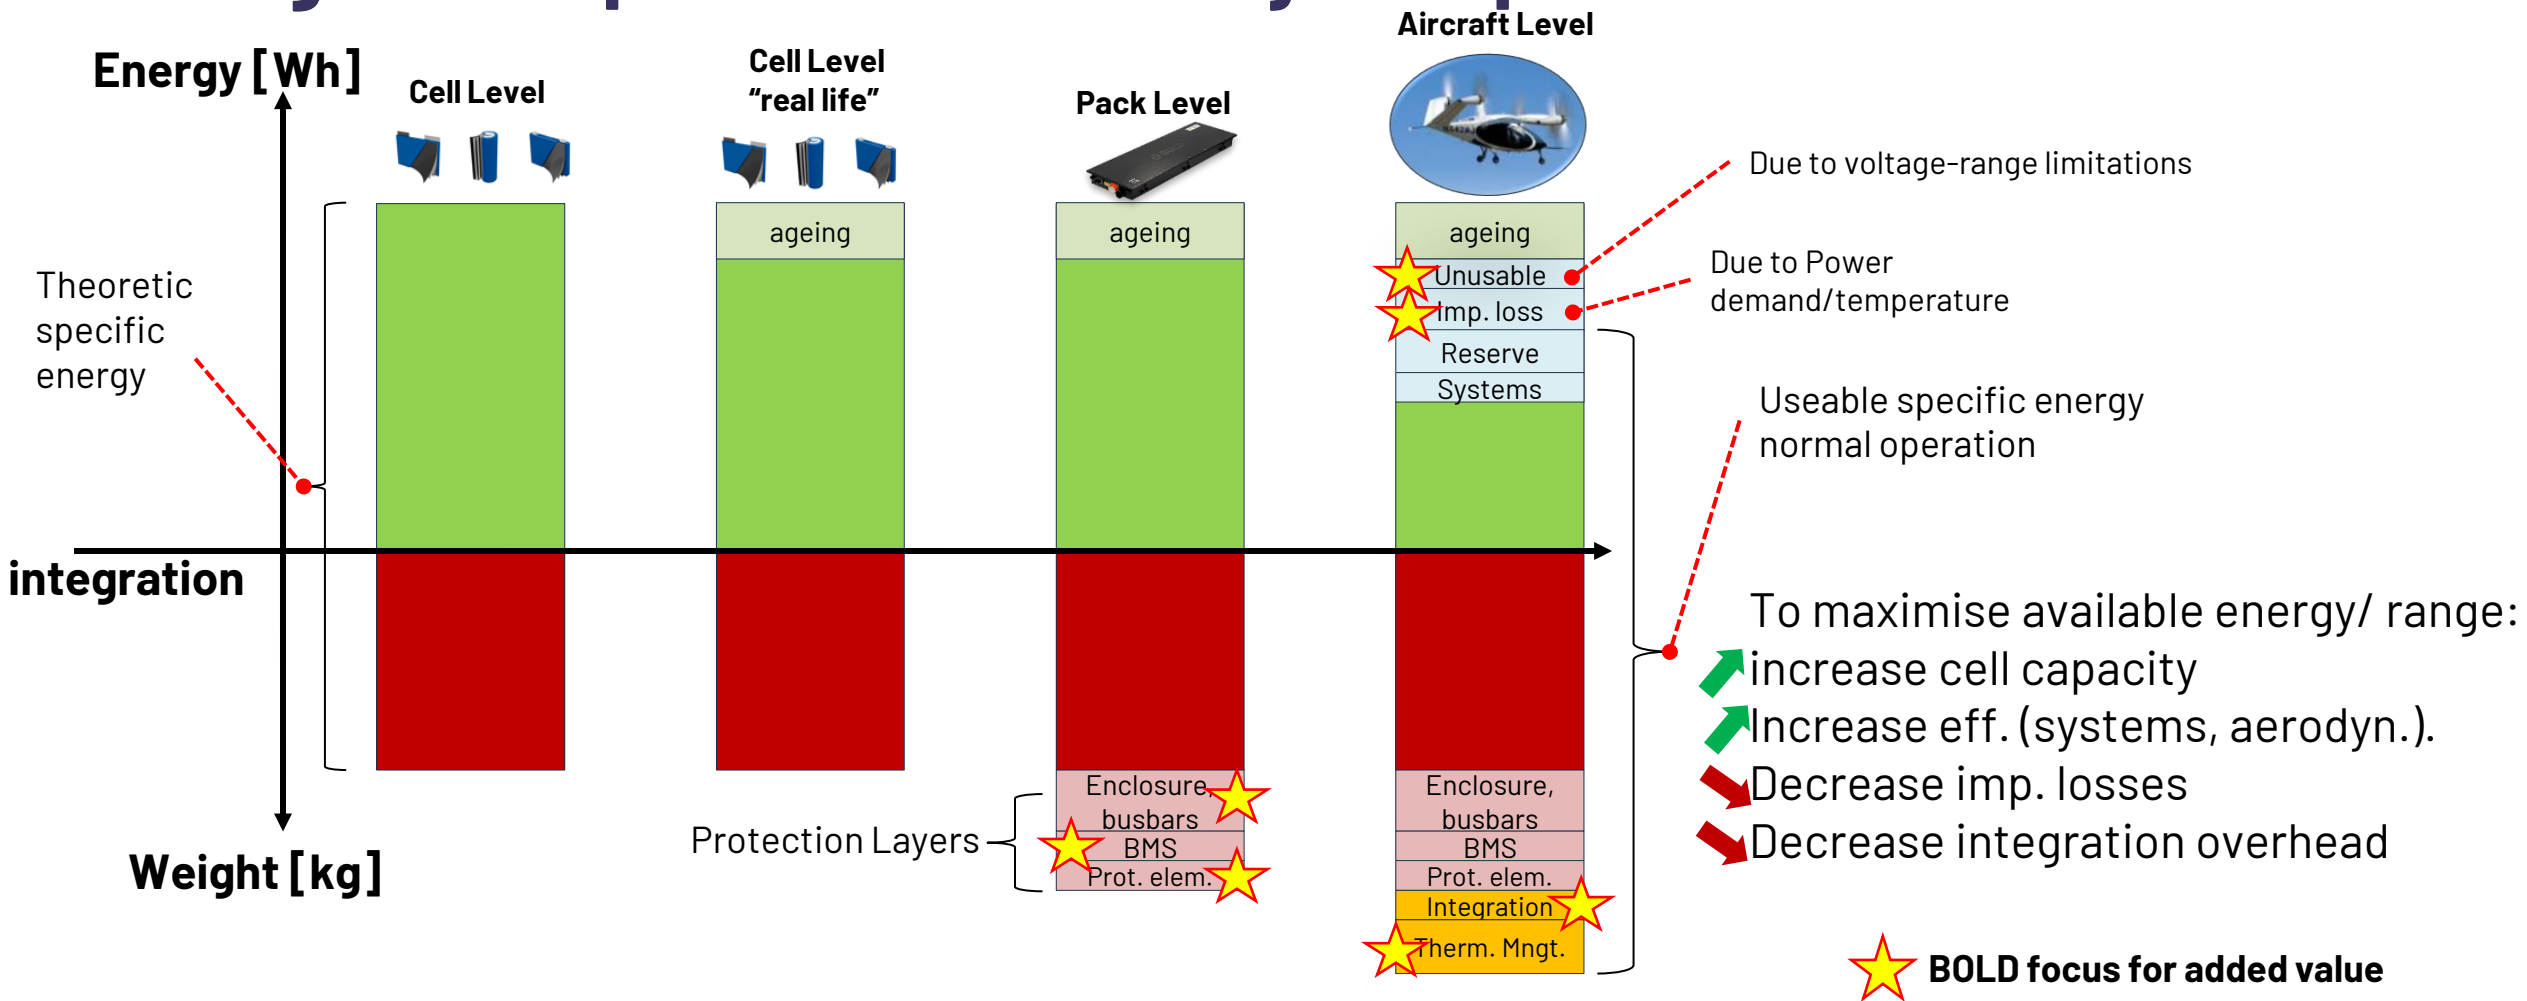 Aircraft Level
Energy [Wh]
Cell Level
Cell Level
“real life”
Pack Level
Due to voltage-range limitations
ageing
ageing
ageing
Unusable
Due to Power
demand/temperature
Imp. loss
Theoretic
specific
energy
Reserve
Systems
Useable specific energy
normal operation
integration
To maximise available energy/ range:
increase cell capacity
Increase eff. (systems, aerodyn.).
Decrease imp. losses
Decrease integration overhead
Enclosure,
busbars
BMS
Prot. elem.
Protection Layers
Enclosure,
busbars
BMS
Prot. elem.
Integration
Therm. Mngt.
Weight [kg]
BOLD focus for added value